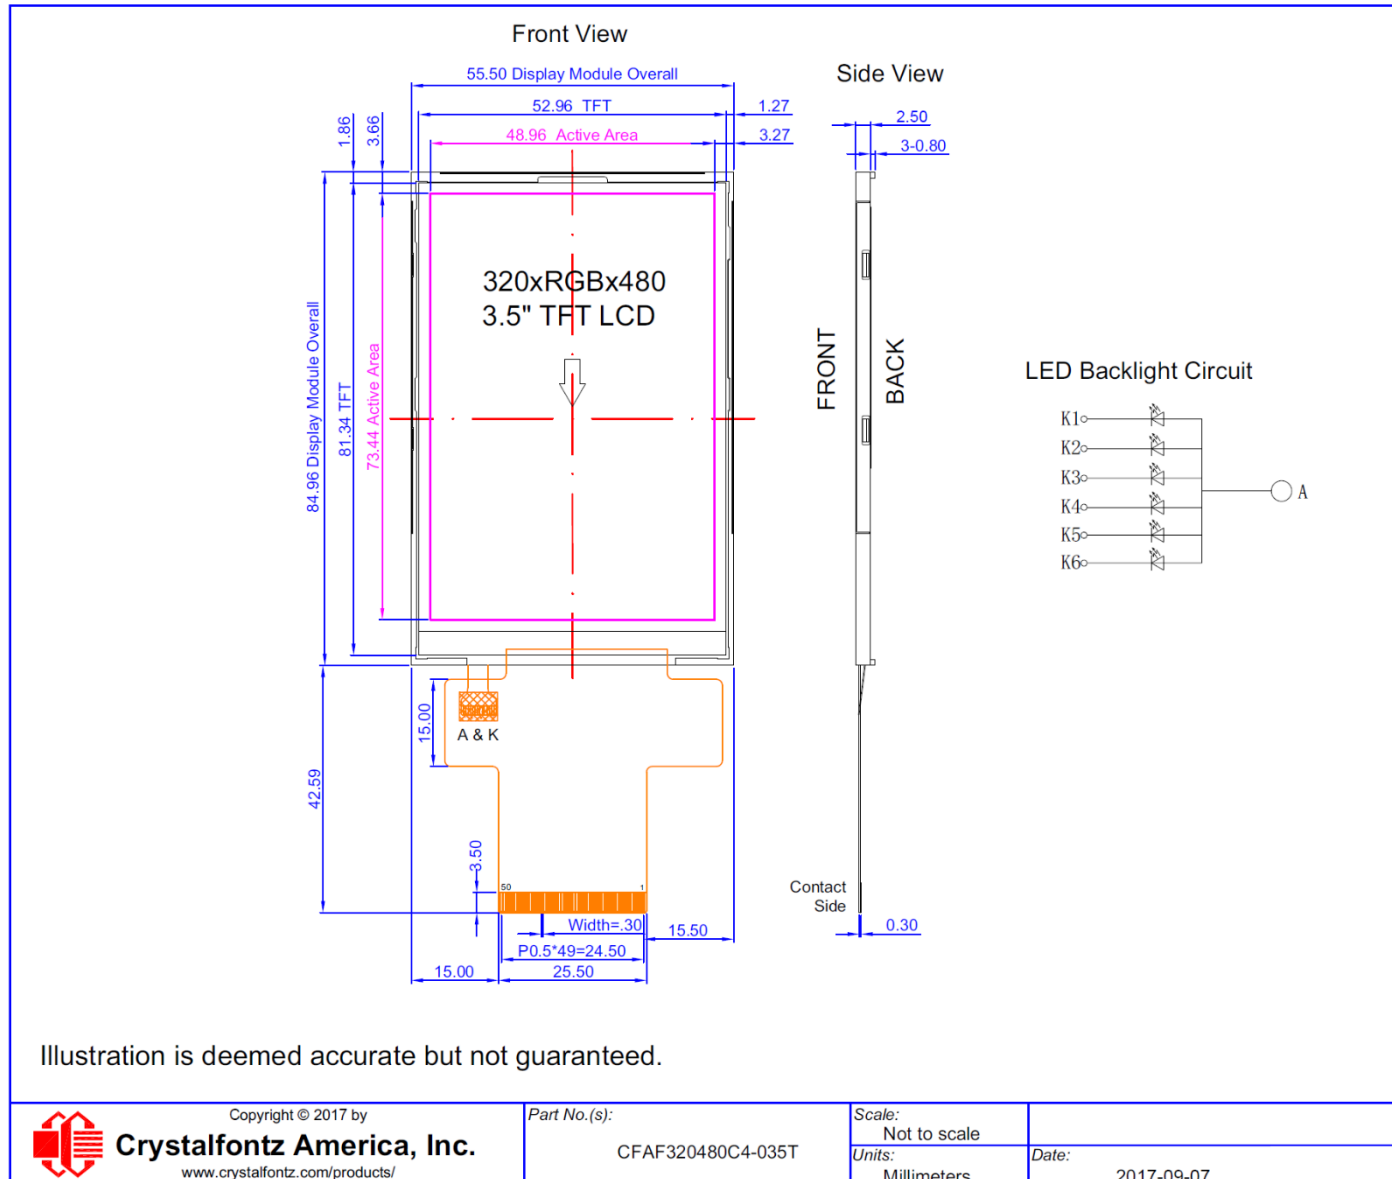 Front View
55.50 Display Module Overall
Side View
52.96 TFT
1.27
2.50
48.96 Active Area
3.27
3-0.80
1.86
3.66
320xRGBx480
3.5" TFT LCD
84.96 Display Module Overall
81.34 TFT
73.44 Active Area
FRONT
BACK
LED Backlight Circuit
K1
K2
K3
K4
K5
K6
A
15.00
A & K
42.59
3.50
50
1
Contact
Side
Width=.30
15.50
0.30
P0.5*49=24.50
15.00
25.50
Illustration is deemed accurate but not guaranteed.
Copyright © 2017 by
Crystalfontz America, Inc.
www.crystalfontz.com/products/
Part No.(s):
CFAF320480C4-035T
Scale:
Not to scale
Units:
Millimeters
Date:
2017-09-07